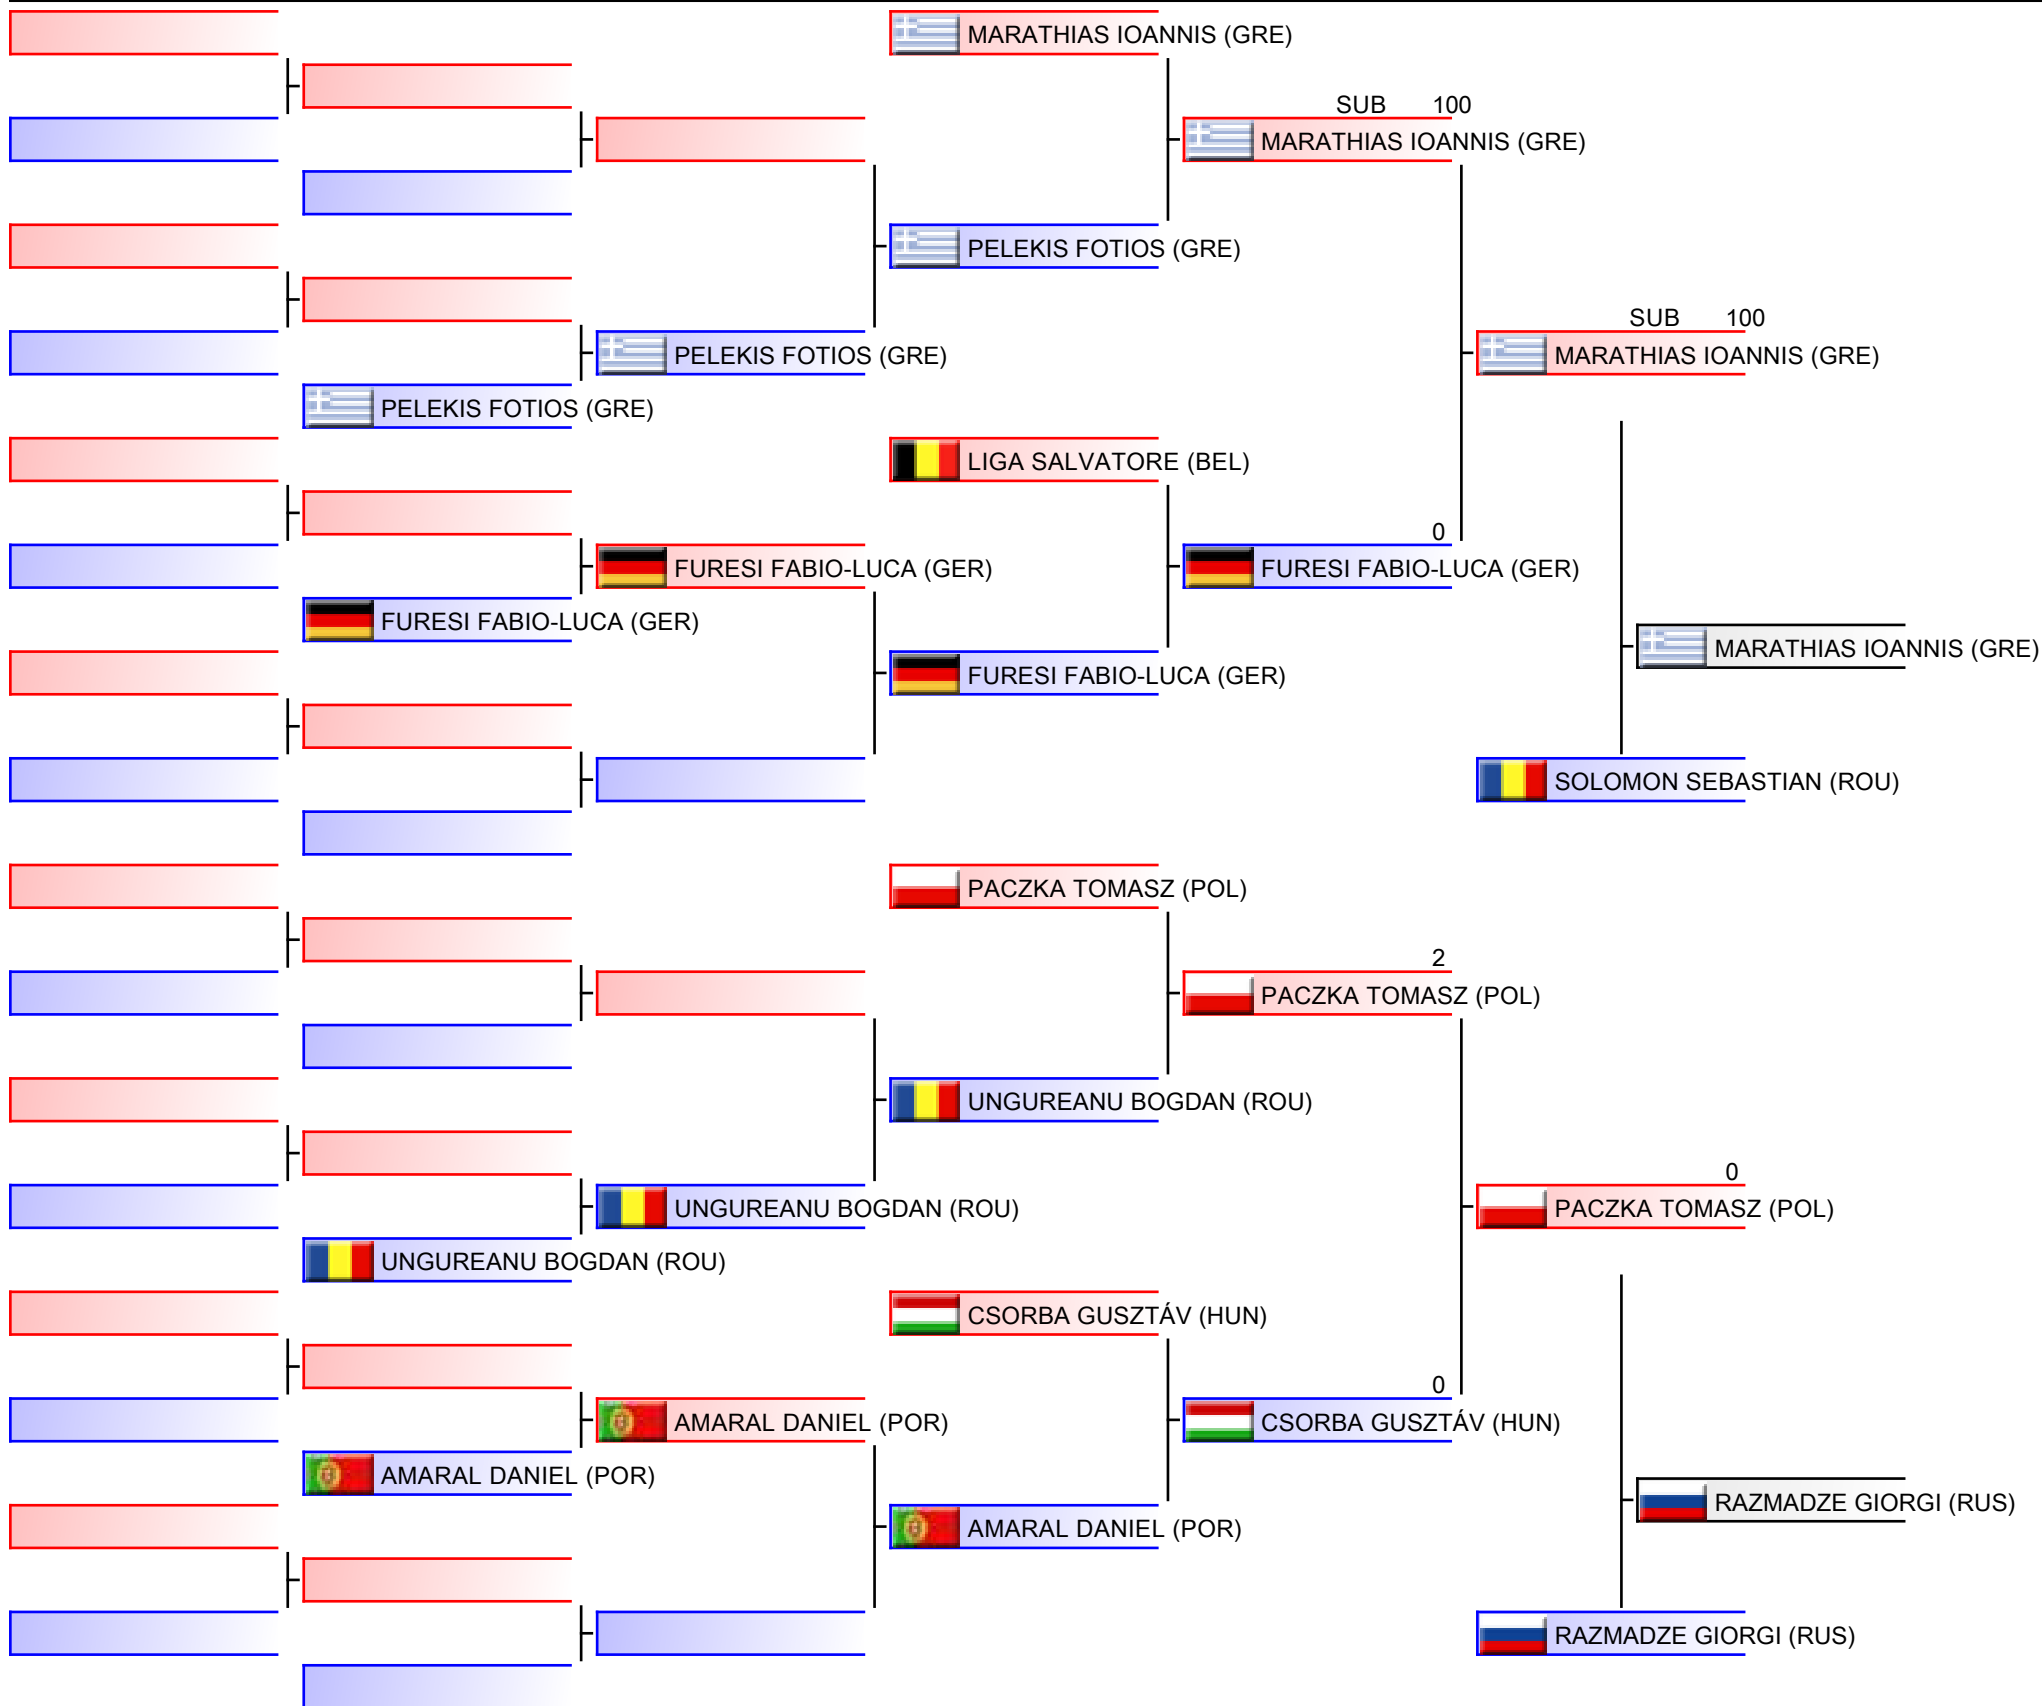 MARATHIAS IOANNIS (GRE)
SUB 100
MARATHIAS IOANNIS (GRE)
PELEKIS FOTIOS (GRE)
SUB 100
PELEKIS FOTIOS (GRE)
MARATHIAS IOANNIS (GRE)
PELEKIS FOTIOS (GRE)
LIGA SALVATORE (BEL)
0
FURESI FABIO-LUCA (GER)
FURESI FABIO-LUCA (GER)
FURESI FABIO-LUCA (GER)
MARATHIAS IOANNIS (GRE)
FURESI FABIO-LUCA (GER)
SOLOMON SEBASTIAN (ROU)
PACZKA TOMASZ (POL)
2
PACZKA TOMASZ (POL)
UNGUREANU BOGDAN (ROU)
0
UNGUREANU BOGDAN (ROU)
PACZKA TOMASZ (POL)
UNGUREANU BOGDAN (ROU)
CSORBA GUSZTÁV (HUN)
0
AMARAL DANIEL (POR)
CSORBA GUSZTÁV (HUN)
AMARAL DANIEL (POR)
RAZMADZE GIORGI (RUS)
AMARAL DANIEL (POR)
RAZMADZE GIORGI (RUS)